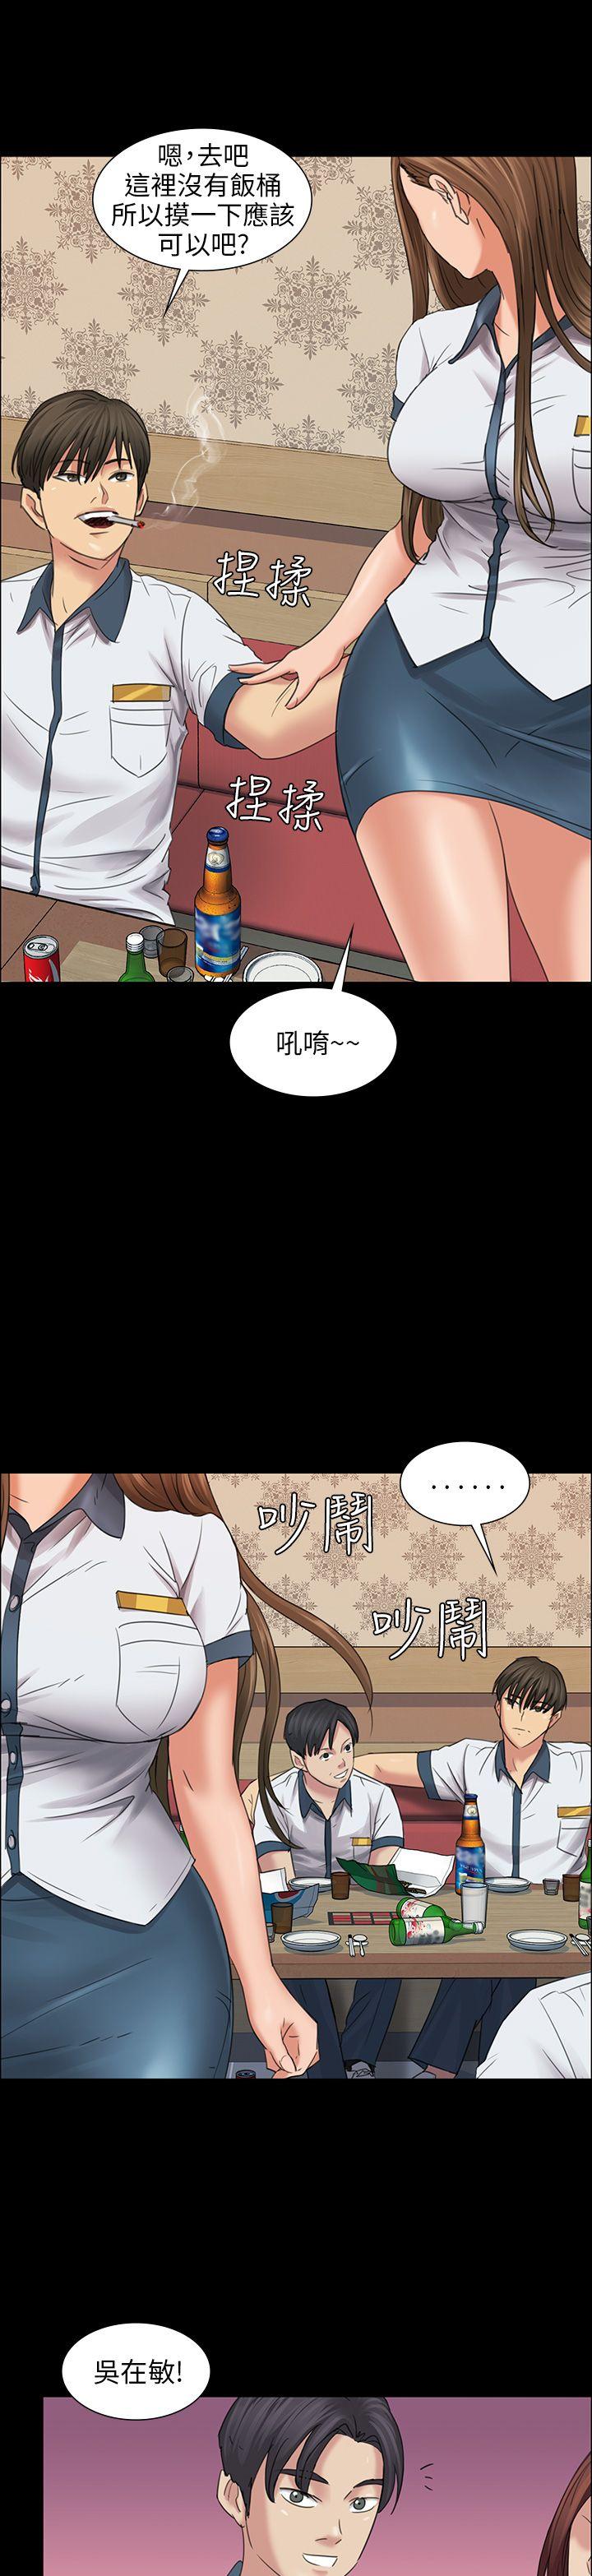 嗯,去吧
這裡沒有飯桶
所以摸一下應該
可以吧?
捏揉
捏揉
吼唷~~
......
吵鬧
吵鬧
吳在敏!